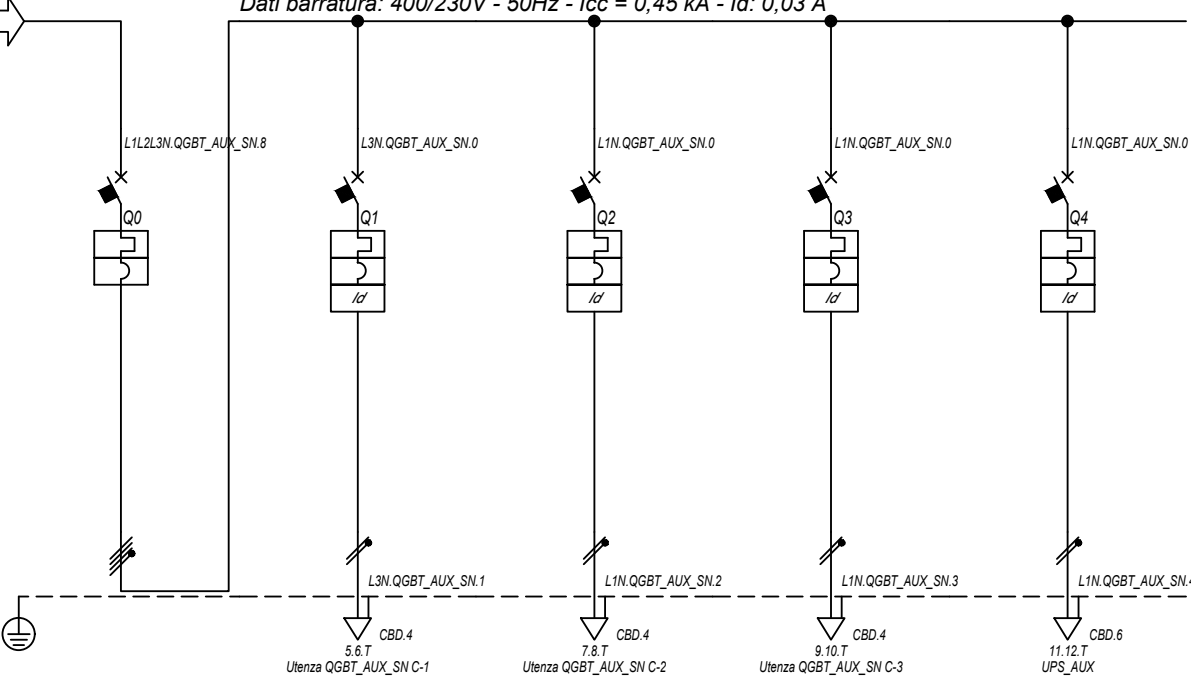 Dati barratura: 400/230V - 50Hz - Icc = 0,45 kA - Id: 0,03 A
L1L2L3N.QGBT_AUX_SN.8
L3N.QGBT_AUX_SN.0
L1N.QGBT_AUX_SN.0
L1N.QGBT_AUX_SN.0
L1N.QGBT_AUX_SN.0
Q0
Q1
Q2
Q3
Q4
Id
Id
Id
Id
L3N.QGBT_AUX_SN.1
L1N.QGBT_AUX_SN.2
L1N.QGBT_AUX_SN.3
L1N.QGBT_AUX_SN.4
CBD.4
CBD.4
CBD.4
CBD.6
5.6.T
7.8.T
9.10.T
11.12.T
Utenza QGBT_AUX_SN C-1
Utenza QGBT_AUX_SN C-2
Utenza QGBT_AUX_SN C-3
UPS_AUX